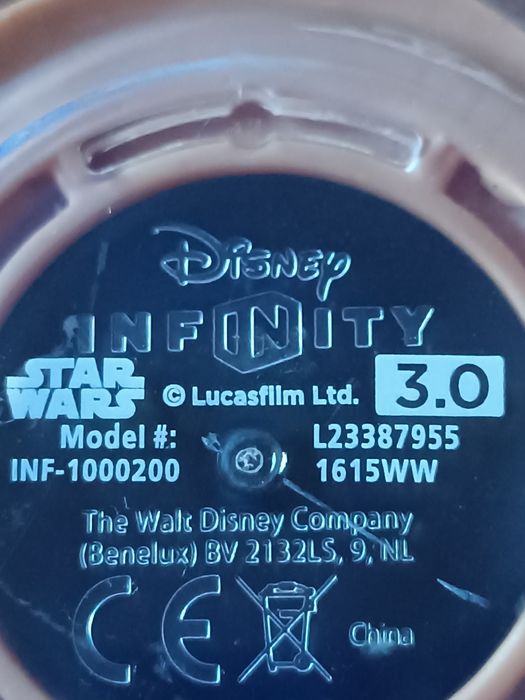 Disney
INFINITY
STAR WARS © Lucasfilm Ltd. 3.0
Model #: L23387955
INF-1000200 1615WW
The Walt Disney Company
(Benelux) BV 2132LS, 9, NL
CE China